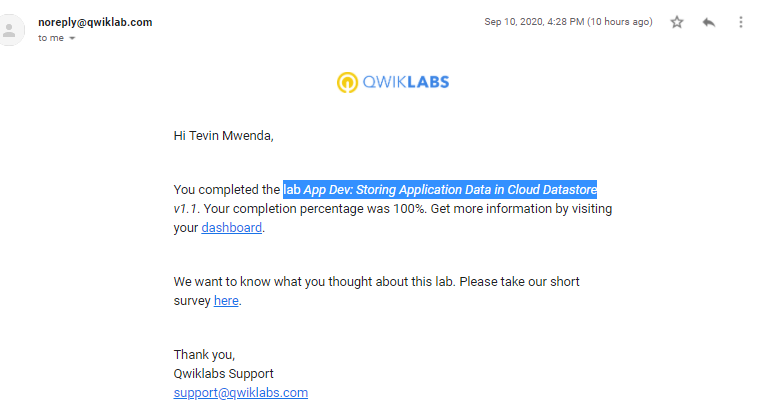 noreply@qwiklab.com
Sep 10, 2020, 4:28 PM (10 hours ago)
to me
QWIKLABS
Hi Tevin Mwenda,
You completed the lab App Dev: Storing Application Data in Cloud Datastore
v1.1. Your completion percentage was 100%. Get more information by visiting
your dashboard.
We want to know what you thought about this lab. Please take our short
survey here.
Thank you,
Qwiklabs Support
support@qwiklabs.com